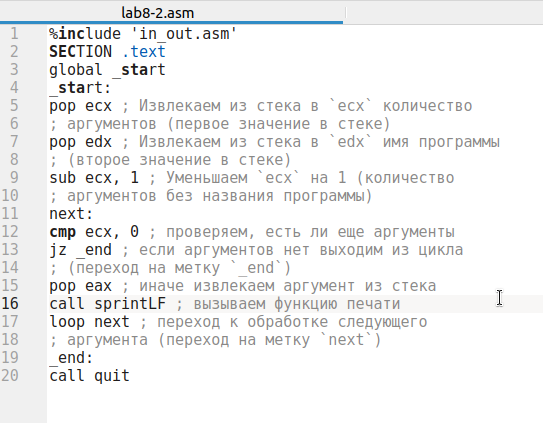 lab8-2.asm
1 %include 'in_out.asm'
2 SECTION .text
3 global _start
4 _start:
5 pop ecx ; Извлекаем из стека в `ecx` количество
6 ; аргументов (первое значение в стеке)
7 pop edx ; Извлекаем из стека в `edx` имя программы
8 ; (второе значение в стеке)
9 sub ecx, 1 ; Уменьшаем `ecx` на 1 (количество
10 ; аргументов без названия программы)
11 next:
12 cmp ecx, 0 ; проверяем, есть ли еще аргументы
13 jz _end ; если аргументов нет выходим из цикла
14 ; (переход на метку `_end`)
15 pop eax ; иначе извлекаем аргумент из стека
16 call sprintLF ; вызываем функцию печати
17 loop next ; переход к обработке следующего
18 ; аргумента (переход на метку `next`)
19 _end:
20 call quit